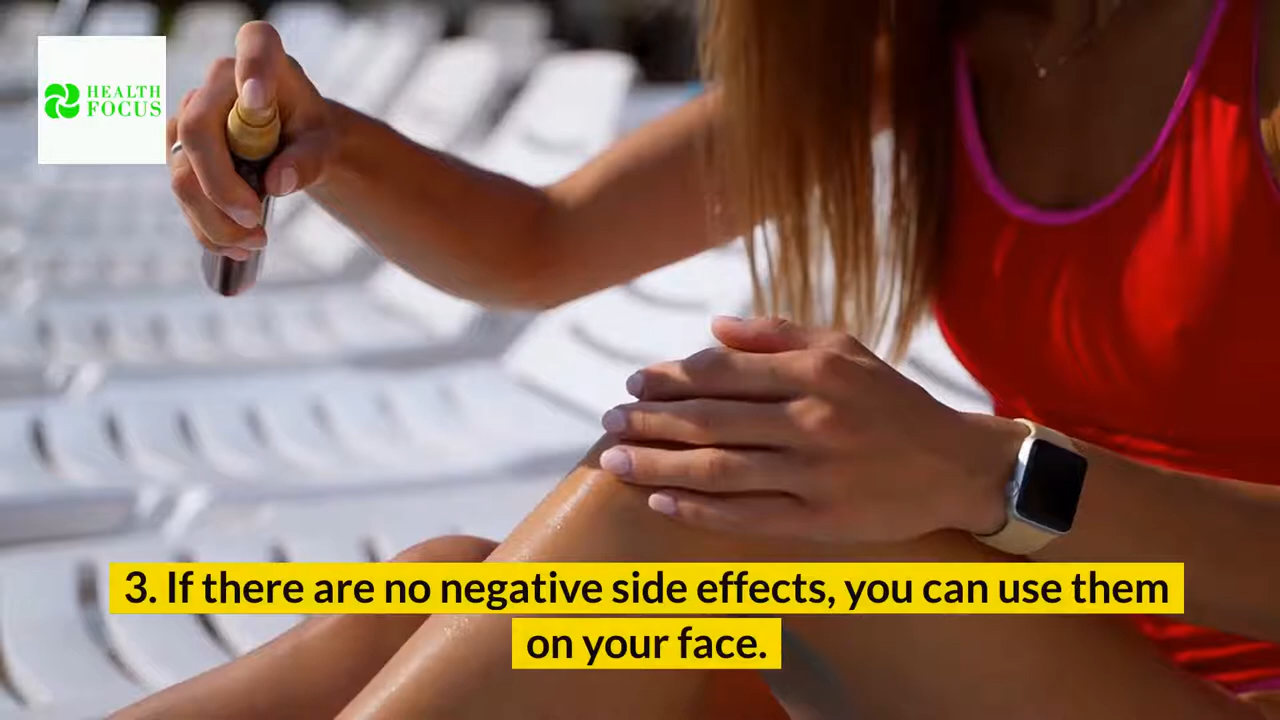 HEALTH
FOCUS
3. If there are no negative side effects, you can use them
on your face.